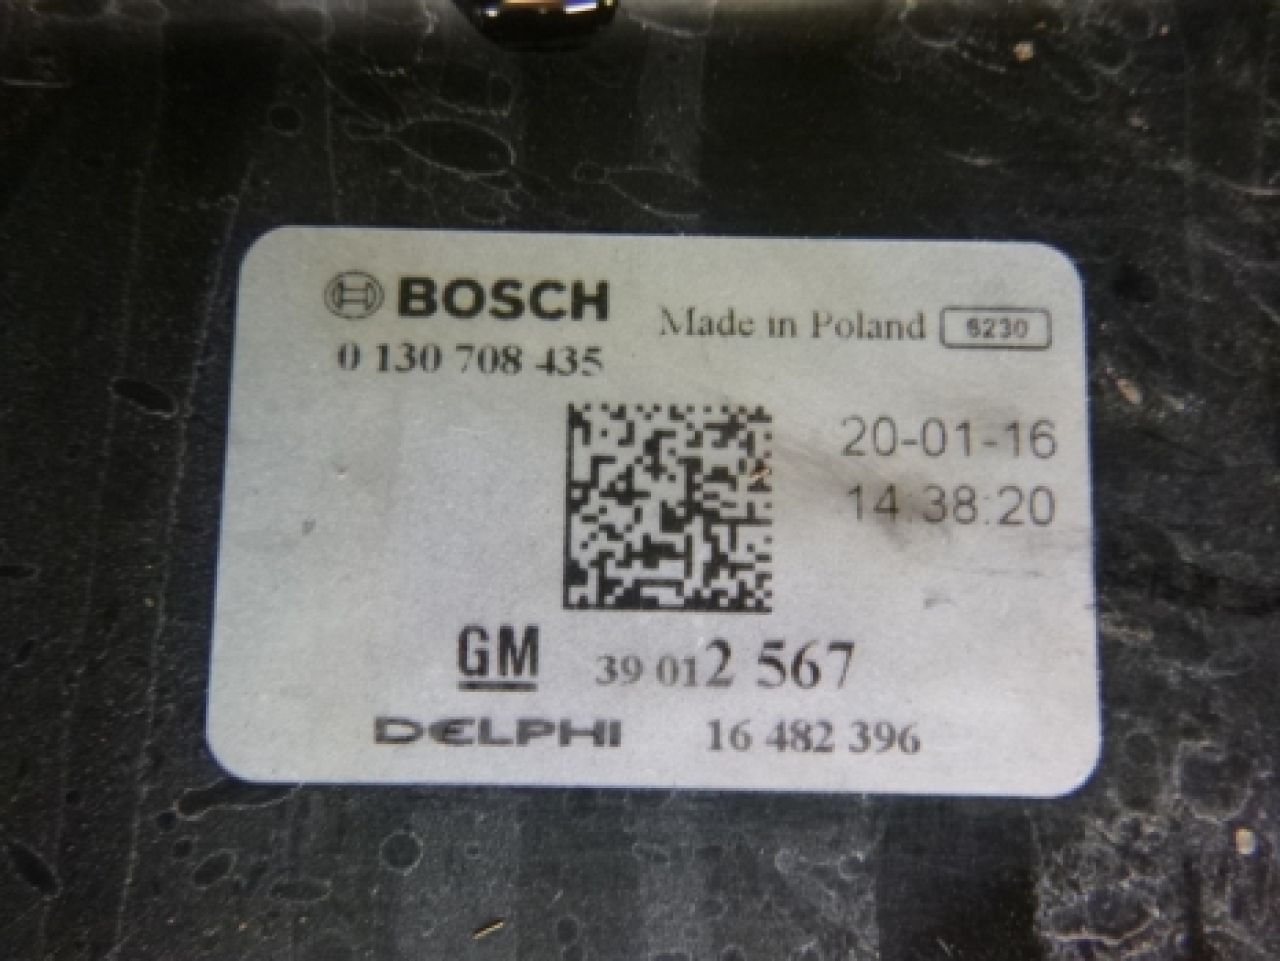 BOSCH
Made in Poland 6230
0 130 708 435
20-01-16
14:38:20
GM 39 012 567
DELPHI 16 482 396